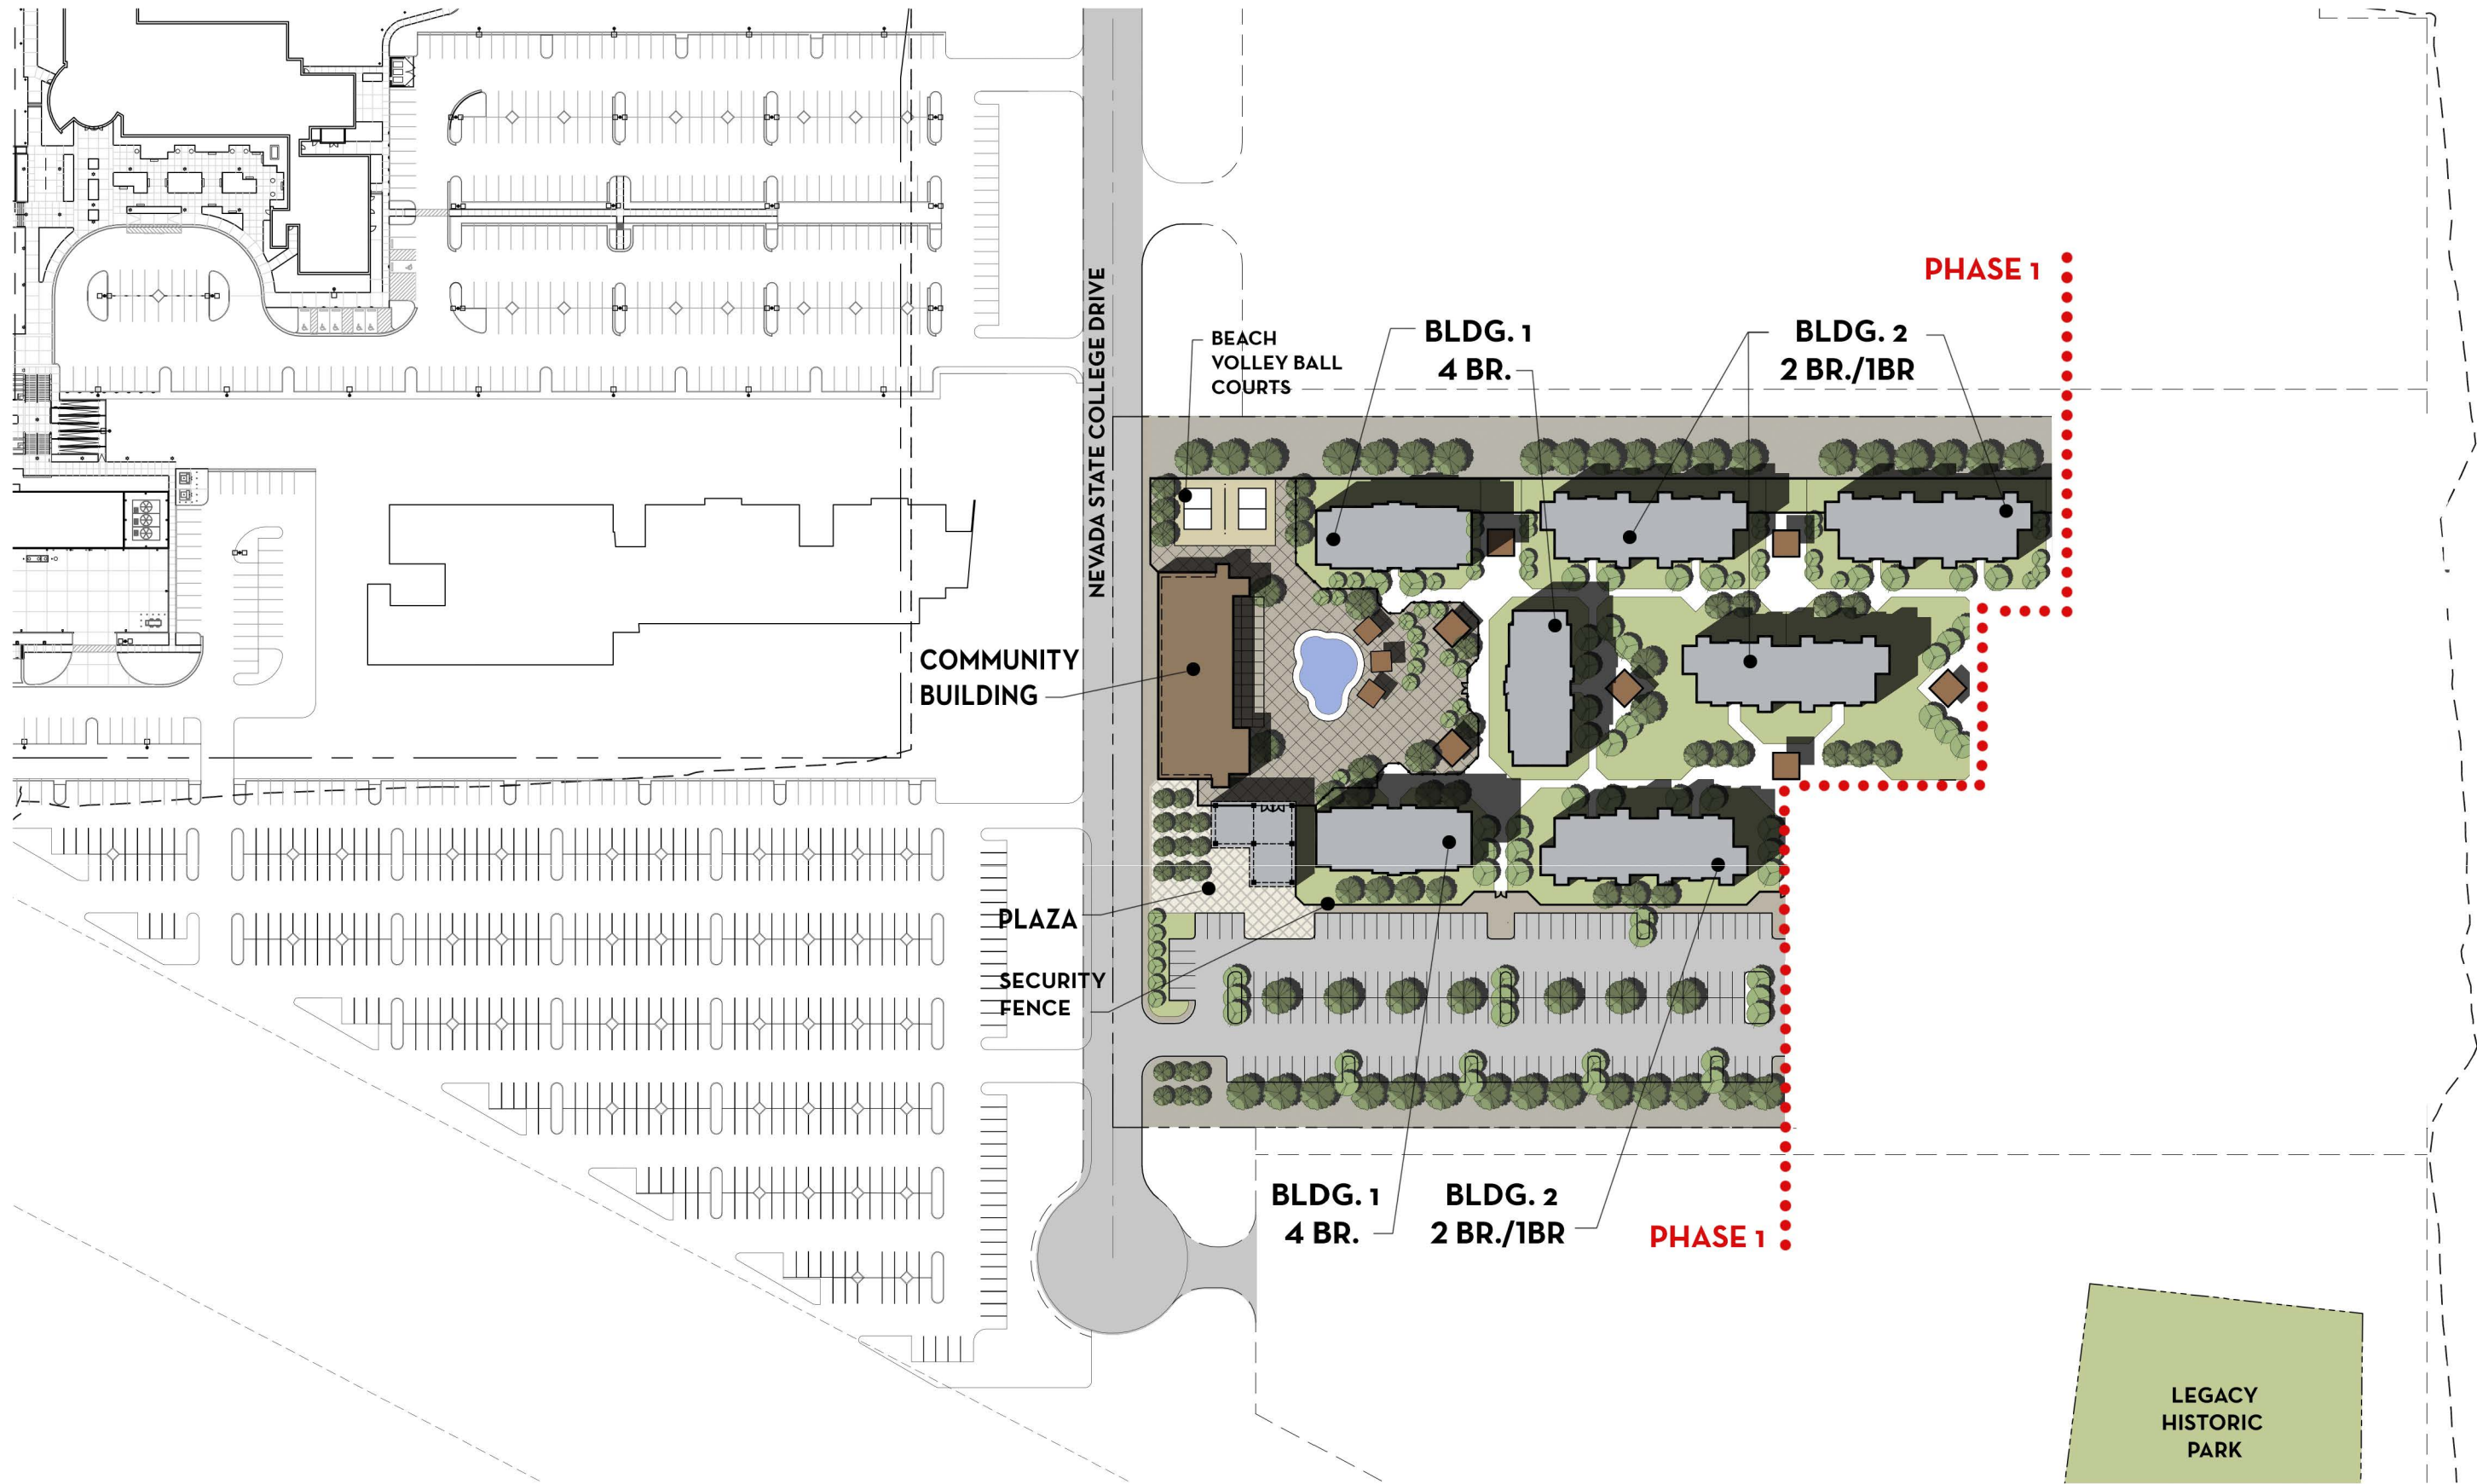 PHASE 1
NEVADA STATE COLLEGE DRIVE
BEACH
VOLLEY BALL
COURTS
BLDG. 1
4 BR.
BLDG. 2
2 BR./1BR
COMMUNITY
BUILDING
PLAZA
SECURITY
FENCE
BLDG. 1
4 BR.
BLDG. 2
2 BR./1BR
PHASE 1
LEGACY
HISTORIC
PARK